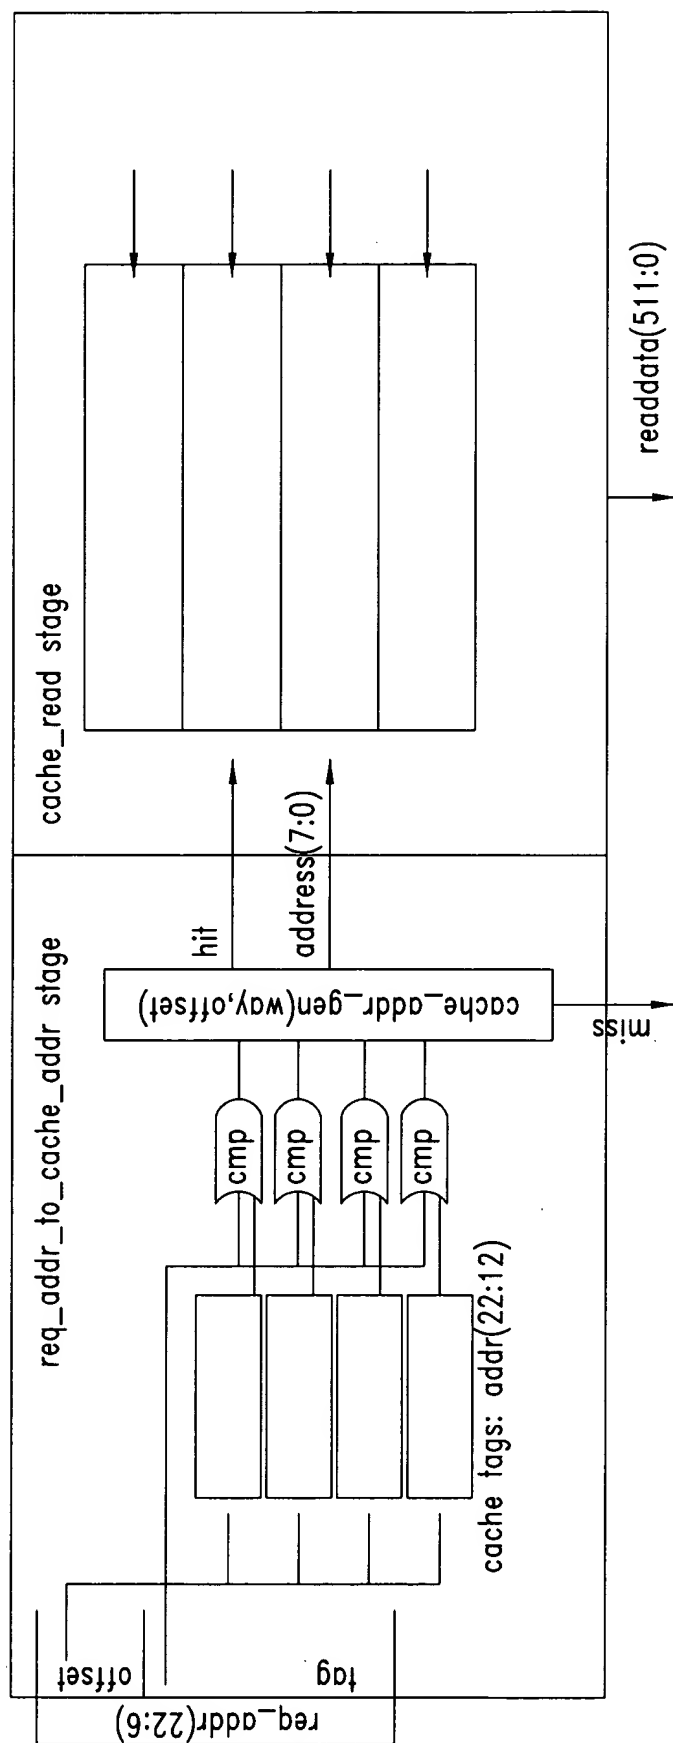 req_addr_to_cache_addr stage
cache_read stage
req_addr(22:6)
offset
tag
cache tags: addr(22:12)
cmp
cmp
cmp
cmp
cache_addr_gen(way,offset)
hit
address(7:0)
miss
readdata(511:0)